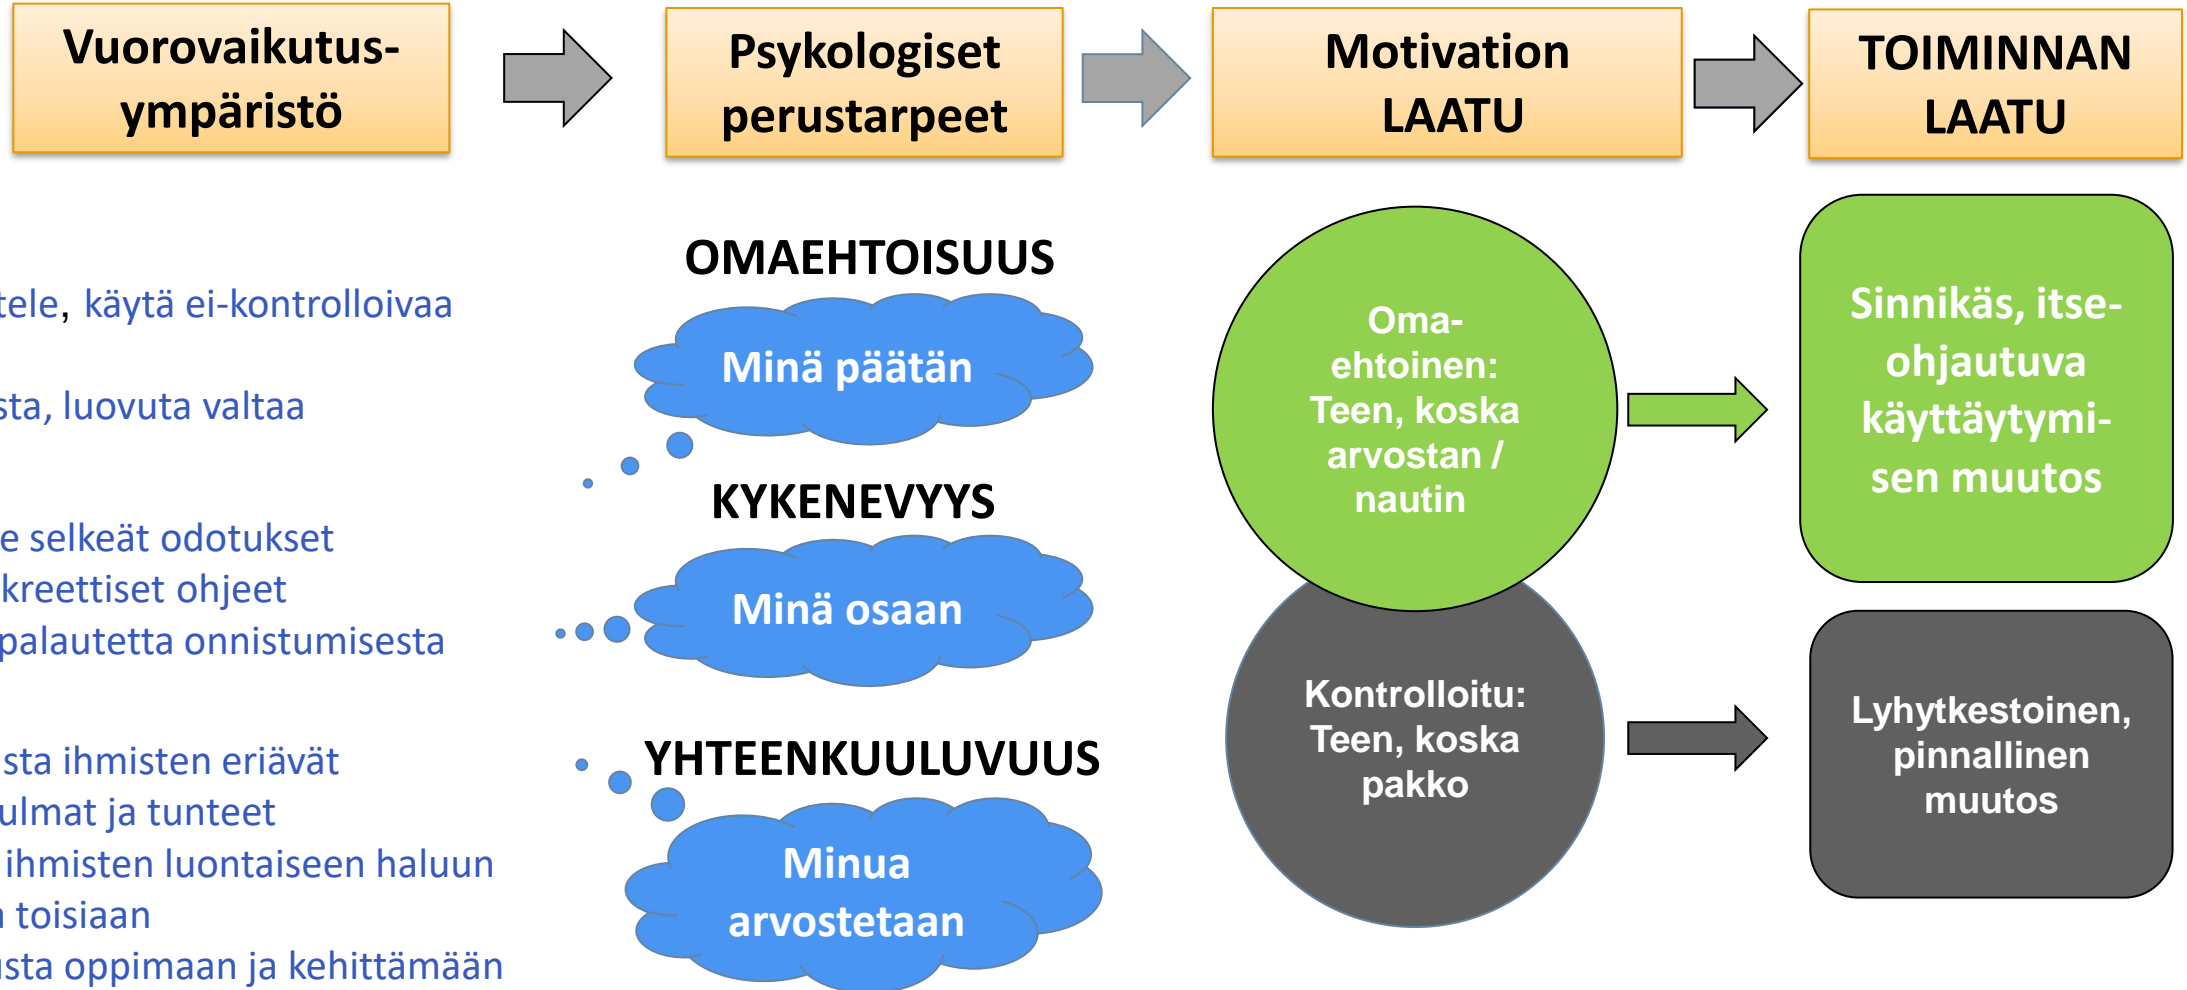 Vuorovaikutus-
ympäristö
Psykologiset
perustarpeet
Motivation
LAATU
TOIMINNAN
LAATU
tele, käytä ei-kontrolloivaa
sta, luovuta valtaa
e selkeät odotukset
kreettiset ohjeet
palautetta onnistumisesta
sta ihmisten eriävät
ulmat ja tunteet
ihmisten luontaiseen haluun
toisiaan
usta oppimaan ja kehittämään
OMAEHTOISUUS
Minä päätän
KYKENEVYYS
Minä osaan
YHTEENKUULUVUUS
Minua
arvostetaan
Oma-
ehtoinen:
Teen, koska
arvostan /
nautin
Kontrolloitu:
Teen, koska
pakko
Sinnikäs, itse-
ohjautuva
käyttäytymi-
sen muutos
Lyhytkestoinen,
pinnallinen
muutos